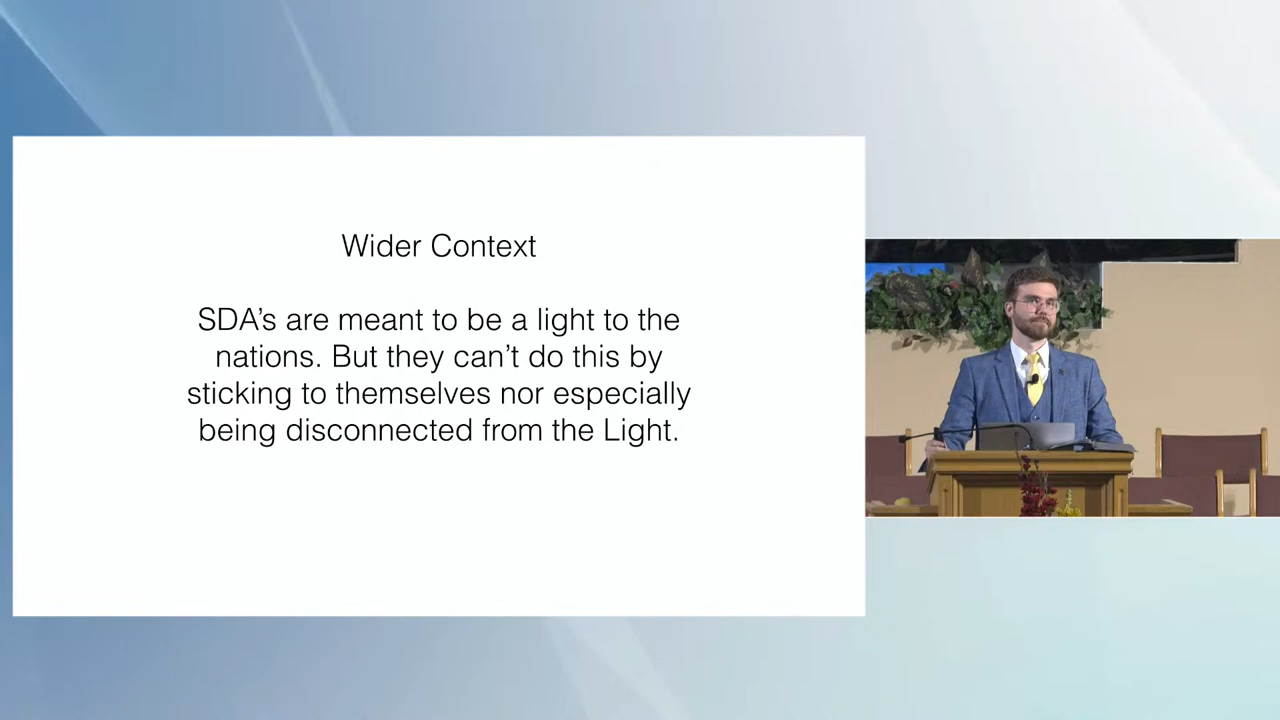 Wider Context
SDA’s are meant to be a light to the
nations. But they can’t do this by
sticking to themselves nor especially
being disconnected from the Light.